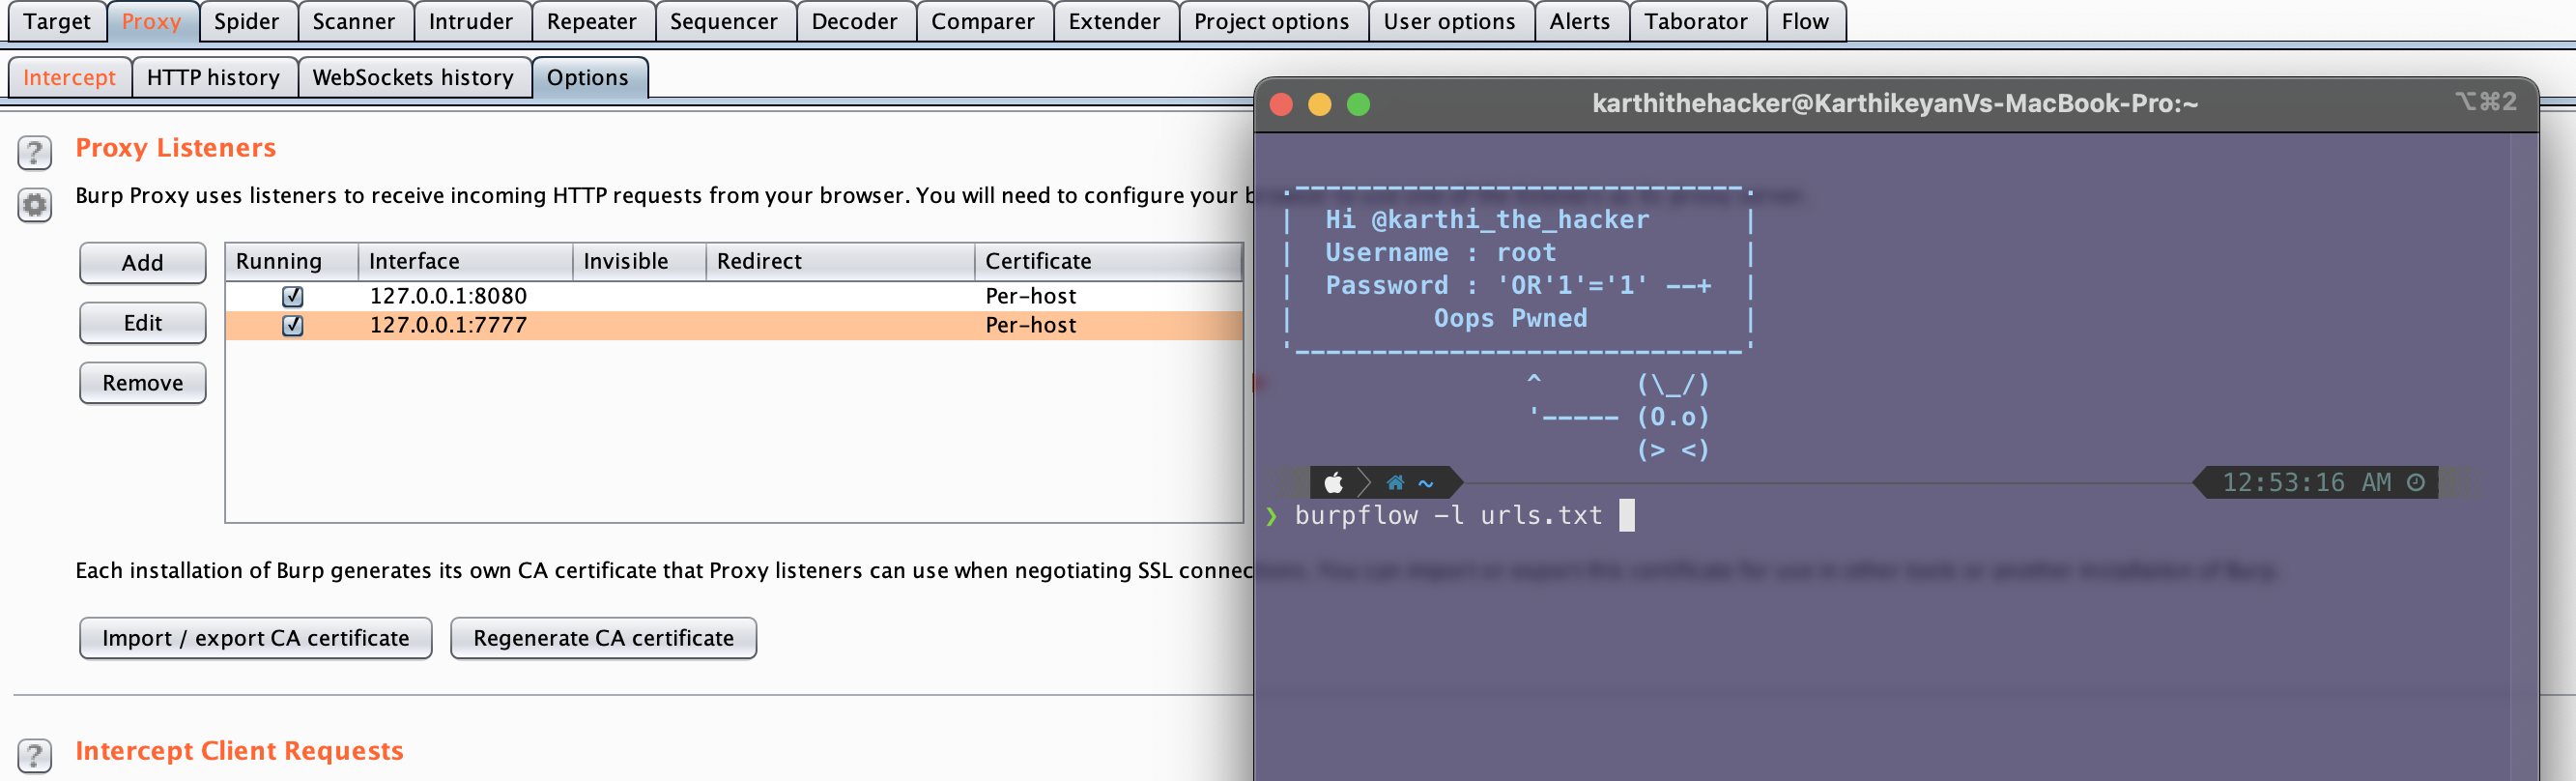 Target Proxy Spider Scanner Intruder Repeater Sequencer Decoder Comparer Extender Project options User options Alerts Taborator Flow
Intercept HTTP history WebSockets history Options
Proxy Listeners
Burp Proxy uses listeners to receive incoming HTTP requests from your browser. You will need to configure your
Add
Edit
Remove
Running Interface Invisible Redirect Certificate
127.0.0.1:8080 Per-host
127.0.0.1:7777 Per-host
Each installation of Burp generates its own CA certificate that Proxy listeners can use when negotiating SSL
Import / export CA certificate Regenerate CA certificate
Intercept Client Requests
karthithehacker@KarthikeyanVs-MacBook-Pro:~ ⌥⌘2
.-----------------------------.
| Hi @karthi_the_hacker |
| Username : root |
| Password : 'OR'1'='1' --+ |
| Oops Pwned |
'-----------------------------'
^ (\_/)
'----- (O.o)
(> <)
~ 12:53:16 AM
❯ burpflow -l urls.txt